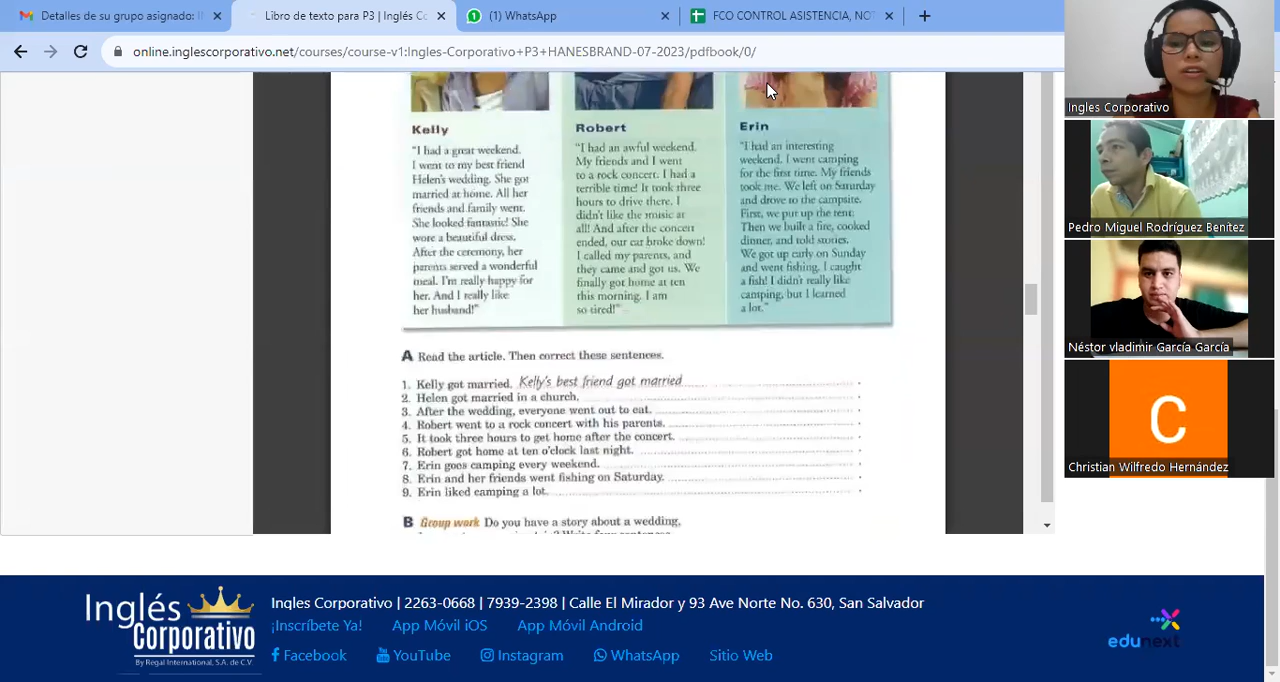 Detalles de su grupo asignado: I
Libro de texto para P3 | Inglés Co
(1) WhatsApp
FCO CONTROL ASISTENCIA, NOT
online.inglescorporativo.net/courses/course-v1:Ingles-Corporativo+P3+HANESBRAND-07-2023/pdfbook/0/
Kelly
"I had a great weekend.
I went to my best friend
Helen's wedding. She got
married at home. All her
friends and family went.
She looked fantastic! She
wore a beautiful dress.
After the ceremony, her
parents served a wonderful
meal. I'm really happy for
her. And I really like
her husband!"
Robert
"I had an awful weekend.
My friends and I went
to a rock concert. I had a
terrible time! It took three
hours to drive there. I
didn't like the music at
all! And after the concert
ended, our car broke down!
I called my parents, and
they came and got us. We
finally got home at ten
this morning. I am
so tired!"
Erin
"I had an interesting
weekend. I went camping
for the first time. My friends
took me. We left on Saturday
and drove to the campsite.
First, we put up the tent.
Then we built a fire, cooked
dinner, and told stories.
We got up early on Sunday
and went fishing. I caught
a fish! I didn't really like
camping, but I learned
a lot."
A Read the article. Then correct these sentences.
1. Kelly got married. Kelly's best friend got married.
2. Helen got married in a church.
3. After the wedding, everyone went out to eat.
4. Robert went to a rock concert with his parents.
5. It took three hours to get home after the concert.
6. Robert got home at ten o'clock last night.
7. Erin goes camping every weekend.
8. Erin and her friends went fishing on Saturday.
9. Erin liked camping a lot.
B Group work Do you have a story about a wedding,
Ingles Corporativo
Pedro Miguel Rodríguez Benítez
Néstor vladimir García García
C
Christian Wilfredo Hernández
Inglés
Corporativo
By Regal International, S.A. de C.V.
Ingles Corporativo | 2263-0668 | 7939-2398 | Calle El Mirador y 93 Ave Norte No. 630, San Salvador
¡Inscríbete Ya! App Móvil iOS App Móvil Android
Facebook YouTube Instagram WhatsApp Sitio Web
edunext